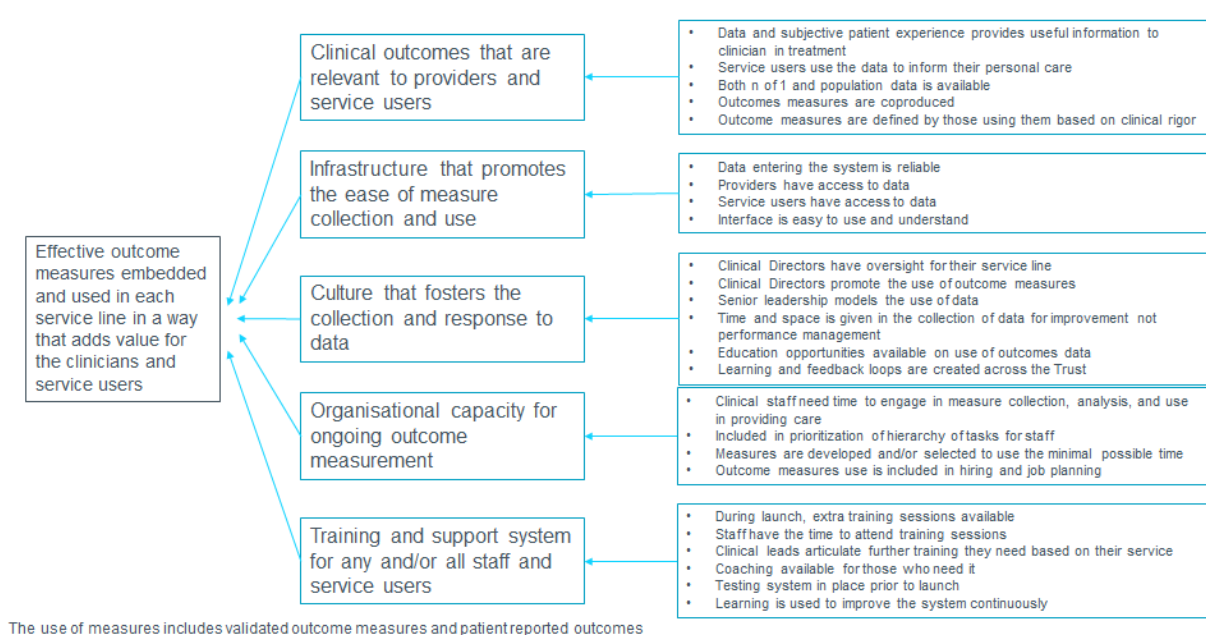 Clinical outcomes that are
relevant to providers and
service users
• Data and subjective patient experience provides useful information to
clinician in treatment
• Service users use the data to inform their personal care
• Both n of 1 and population data is available
• Outcomes measures are coproduced
• Outcome measures are defined by those using them based on clinical rigor
Infrastructure that promotes
the ease of measure
collection and use
• Data entering the system is reliable
• Providers have access to data
• Service users have access to data
• Interface is easy to use and understand
Effective outcome
measures embedded
and used in each
service line in a way
that adds value for
the clinicians and
service users
Culture that fosters the
collection and response to
data
• Clinical Directors have oversight for their service line
• Clinical Directors promote the use of outcome measures
• Senior leadership models the use of data
• Time and space is given in the collection of data for improvement not
performance management
• Education opportunities available on use of outcomes data
• Learning and feedback loops are created across the Trust
Organisational capacity for
ongoing outcome
measurement
• Clinical staff need time to engage in measure collection, analysis, and use
in providing care
• Included in prioritization of hierarchy of tasks for staff
• Measures are developed and/or selected to use the minimal possible time
• Outcome measures use is included in hiring and job planning
Training and support system
for any and/or all staff and
service users
• During launch, extra training sessions available
• Staff have the time to attend training sessions
• Clinical leads articulate further training they need based on their service
• Coaching available for those who need it
• Testing system in place prior to launch
• Learning is used to improve the system continuously
The use of measures includes validated outcome measures and patient reported outcomes